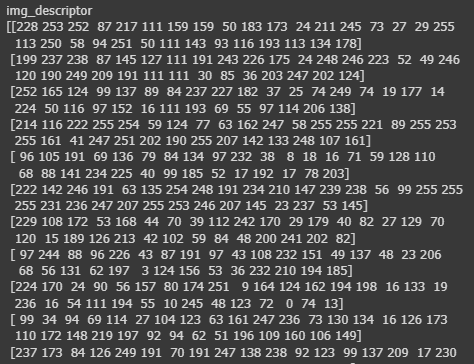 img_descriptor
[[228 253 252  87 217 111 159 159  50 183 173  24 211 245  73  27  29 255
  113 250  58  94 251  50 111 143  93 116 193 113 134 178]
 [199 237 238  87 145 127 111 191 243 226 175  24 248 246 223  52  49 246
  120 190 249 209 191 111 111  30  85  36 203 247 202 124]
 [252 165 124  99 137  89  84 237 227 182  37  25  74 249  74  19 177  14
  224  50 116  97 152  16 111 193  69  55  97 114 206 138]
 [214 116 222 255 254  59 124  77  63 162 247  58 255 255 221  89 255 253
  255 161  41 247 251 202 190 255 207 142 133 248 107 161]
 [ 96 105 191  69 136  79  84 134  97 232  38   8  18  16  71  59 128 110
   68  88 141 234 225  40  99 185  52  17 192  17  78 203]
 [222 142 246 191  63 135 254 248 191 234 210 147 239 238  56  99 255 255
  255 231 236 247 207 255 253 246 207 145  23 237  53 145]
 [229 108 172  53 168  44  70  39 112 242 170  29 179  40  82  27 129  70
  120  15 189 126 213  42 102  59  84  48 200 241 202  82]
 [ 97 244  88  96 226  43  87 191  97  43 108 232 151  49 137  48  23 206
   68  56 131  62 197   3 124 156  53  36 232 210 194 185]
 [224 170  24  90  56 157  80 174 251   9 164 124 162 194 198  16 133  19
  236  16  54 111 194  55  10 245  48 123  72   0  74  13]
 [ 99  34  94  69 114  27 104 123  63 161 247 236  73 130 134  16 126 173
  110 172 148 219 197  92  94  62  51 196 109 160 106 149]
 [237 173  84 126 249 191  70 191 247 138 238  92 123  99 137 209  17 230